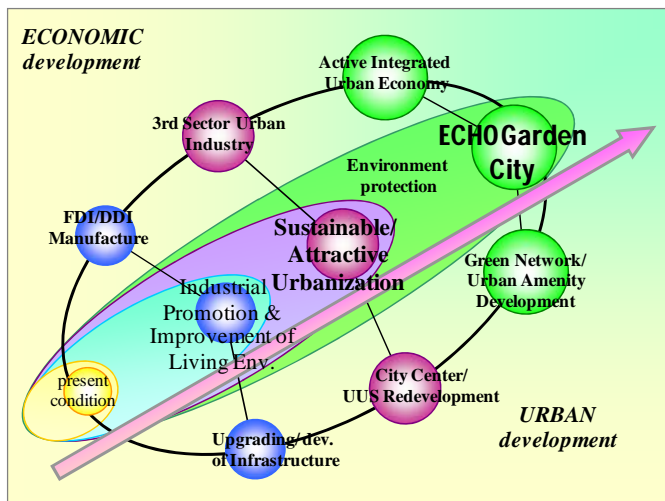 ECONOMIC
development
Active Integrated
Urban Economy
3rd Sector Urban
Industry
ECHO Garden
City
Environment
protection
FDI/DDI
Manufacture
Sustainable/
Attractive
Urbanization
Green Network/
Urban Amenity
Development
Industrial
Promotion &
Improvement of
Living Env.
present
condition
City Center/
UUS Redevelopment
Upgrading/dev.
of Infrastructure
URBAN
development